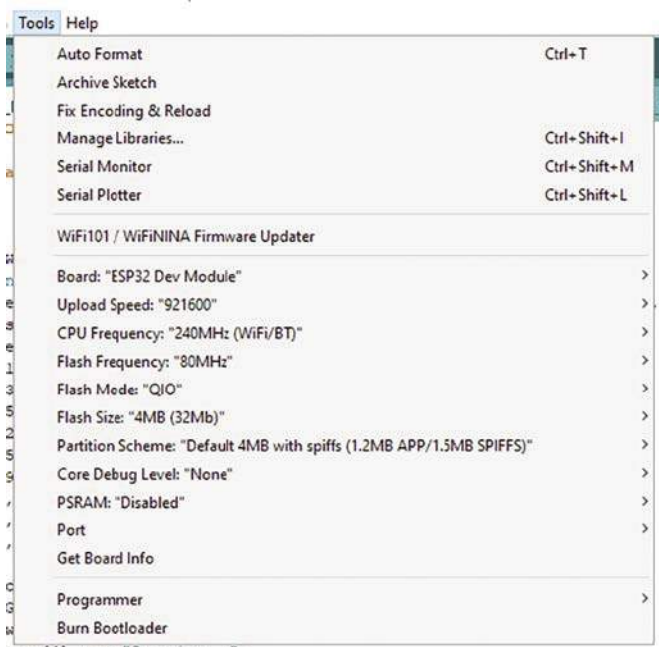 Tools Help
Auto Format Ctrl+T
Archive Sketch
Fix Encoding & Reload
Manage Libraries... Ctrl+Shift+I
Serial Monitor Ctrl+Shift+M
Serial Plotter Ctrl+Shift+L
WiFi101 / WiFiNINA Firmware Updater
Board: "ESP32 Dev Module"
Upload Speed: "921600"
CPU Frequency: "240MHz (WiFi/BT)"
Flash Frequency: "80MHz"
Flash Mode: "QIO"
Flash Size: "4MB (32Mb)"
Partition Scheme: "Default 4MB with spiffs (1.2MB APP/1.5MB SPIFFS)"
Core Debug Level: "None"
PSRAM: "Disabled"
Port
Get Board Info
Programmer
Burn Bootloader